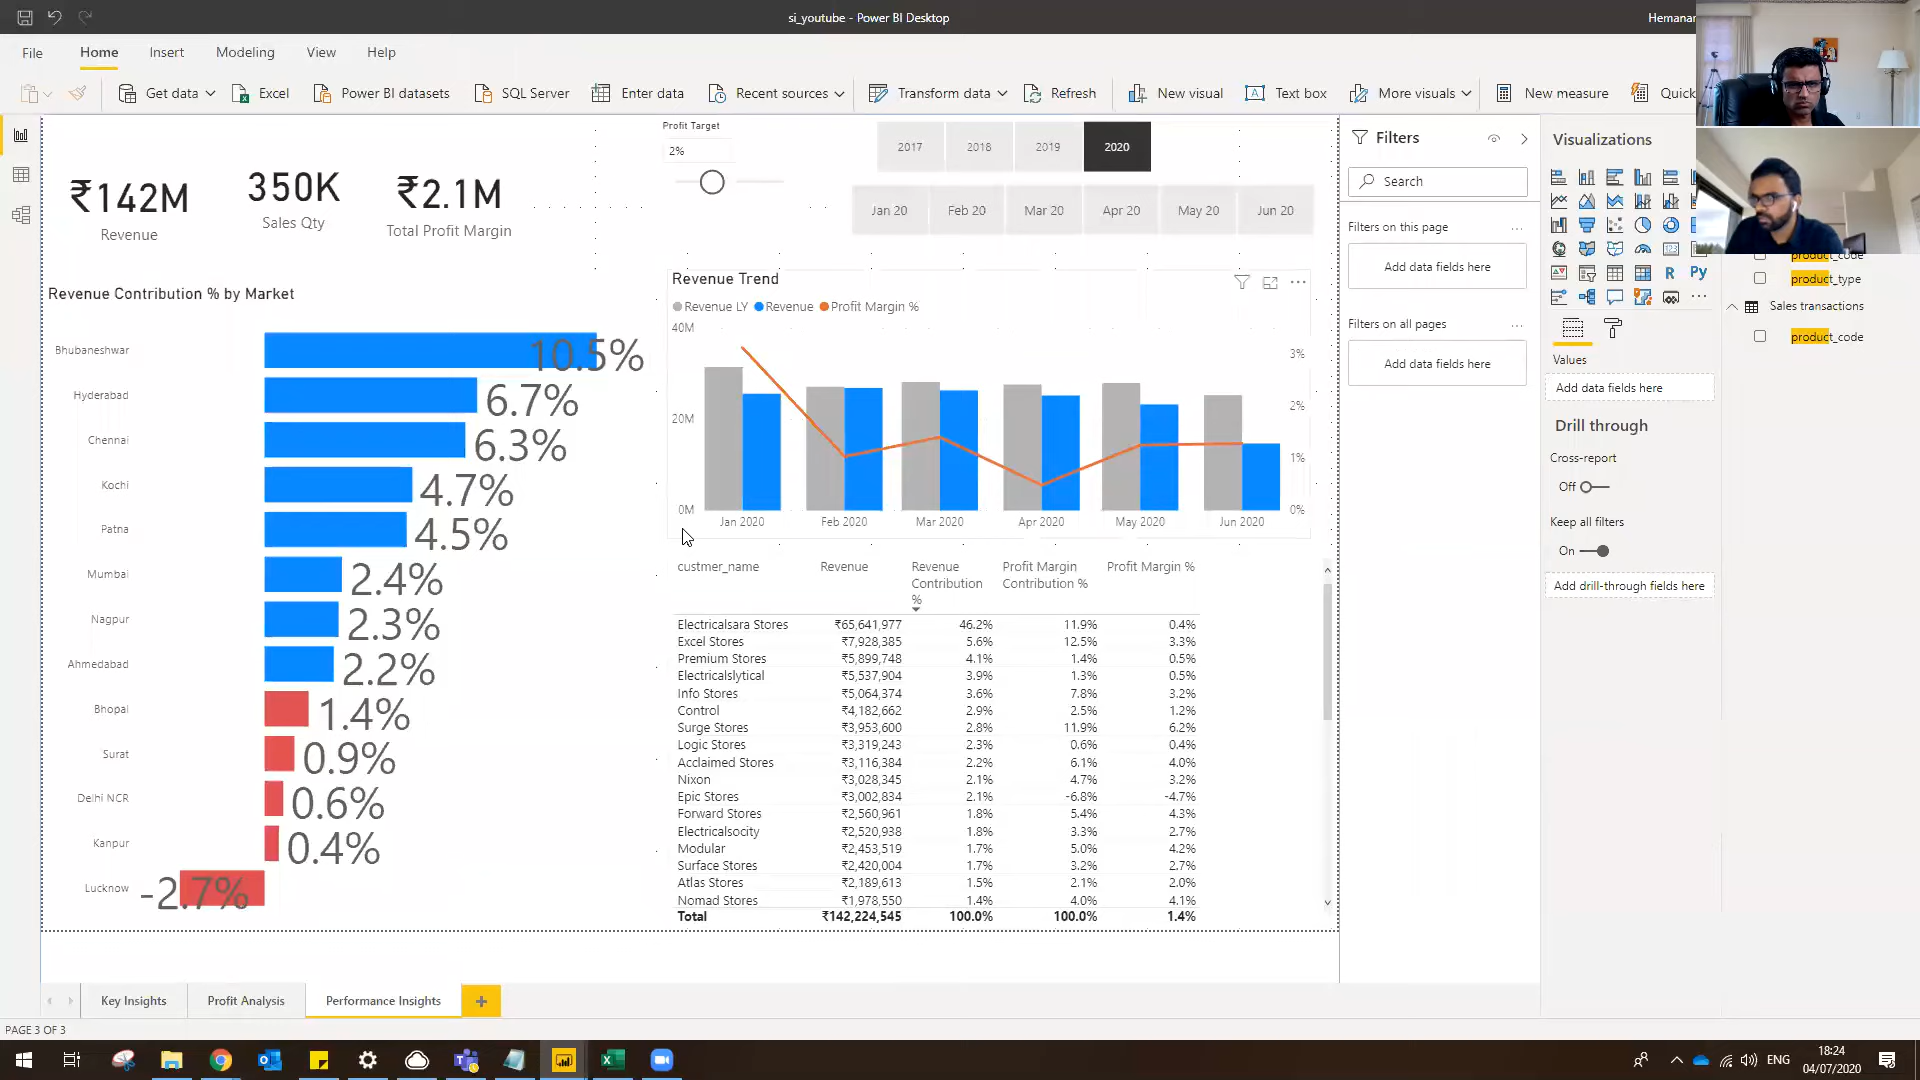 si_youtube - Power BI Desktop
Heman
File
Home
Insert
Modeling
View
Help
Get data
Excel
Power BI datasets
SQL Server
Enter data
Recent sources
Transform data
Refresh
New visual
Text box
More visuals
New measure
Quick
₹142M
Revenue
350K
Sales Qty
₹2.1M
Total Profit Margin
Profit Target
2%
2017
2018
2019
2020
Jan 20
Feb 20
Mar 20
Apr 20
May 20
Jun 20
Revenue Contribution % by Market
Bhubaneshwar
10.5%
Hyderabad
6.7%
Chennai
6.3%
Kochi
4.7%
Patna
4.5%
Mumbai
2.4%
Nagpur
2.3%
Ahmedabad
2.2%
Bhopal
1.4%
Surat
0.9%
Delhi NCR
0.6%
Kanpur
0.4%
Lucknow
-2.7%
Revenue Trend
Revenue LY
Revenue
Profit Margin %
40M
20M
0M
3%
2%
1%
0%
Jan 2020
Feb 2020
Mar 2020
Apr 2020
May 2020
Jun 2020
custmer_name Revenue Revenue Contribution % Profit Margin Contribution % Profit Margin %
Electricalsara Stores ₹65,641,977 46.2% 11.9% 0.4%
Excel Stores ₹7,928,385 5.6% 12.5% 3.3%
Premium Stores ₹5,899,748 4.1% 1.4% 0.5%
Electricalslytical ₹5,537,904 3.9% 1.3% 0.5%
Info Stores ₹5,064,374 3.6% 7.8% 3.2%
Control ₹4,182,662 2.9% 2.5% 1.2%
Surge Stores ₹3,953,600 2.8% 11.9% 6.2%
Logic Stores ₹3,319,243 2.3% 0.6% 0.4%
Acclaimed Stores ₹3,116,384 2.2% 6.1% 4.0%
Nixon ₹3,028,345 2.1% 4.7% 3.2%
Epic Stores ₹3,002,834 2.1% -6.8% -4.7%
Forward Stores ₹2,560,961 1.8% 5.4% 4.3%
Electricalsocity ₹2,520,938 1.8% 3.3% 2.7%
Modular ₹2,453,519 1.7% 5.0% 4.2%
Surface Stores ₹2,420,004 1.7% 3.2% 2.7%
Atlas Stores ₹2,189,613 1.5% 2.1% 2.0%
Nomad Stores ₹1,978,550 1.4% 4.0% 4.1%
Total ₹142,224,545 100.0% 100.0% 1.4%
Filters
Search
Filters on this page
Add data fields here
Filters on all pages
Add data fields here
Visualizations
R
Py
Values
Add data fields here
Drill through
Cross-report
Off
Keep all filters
On
Add drill-through fields here
product_code
product_type
Sales transactions
product_code
Key Insights
Profit Analysis
Performance Insights
PAGE 3 OF 3
ENG
18:24
04/07/2020